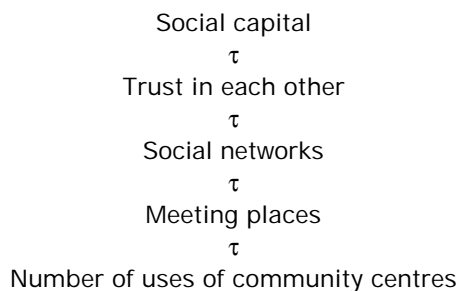 Social capital
τ
Trust in each other
τ
Social networks
τ
Meeting places
τ
Number of uses of community centres